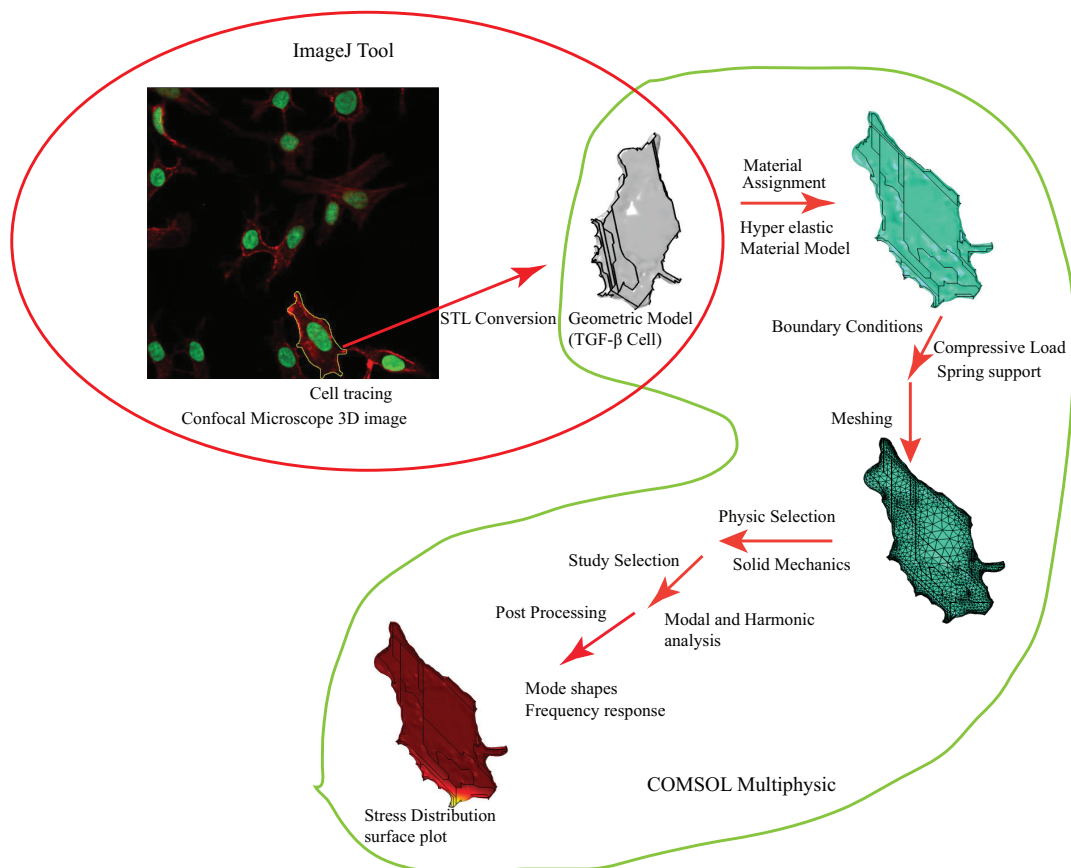 ImageJ Tool
Cell tracing
Confocal Microscope 3D image
STL Conversion
Geometric Model
(TGF-β Cell)
Material
Assignment
Hyper elastic
Material Model
Boundary Conditions
Compressive Load
Spring support
Meshing
Physic Selection
Solid Mechanics
Study Selection
Modal and Harmonic
analysis
Post Processing
Mode shapes
Frequency response
Stress Distribution
surface plot
COMSOL Multiphysic